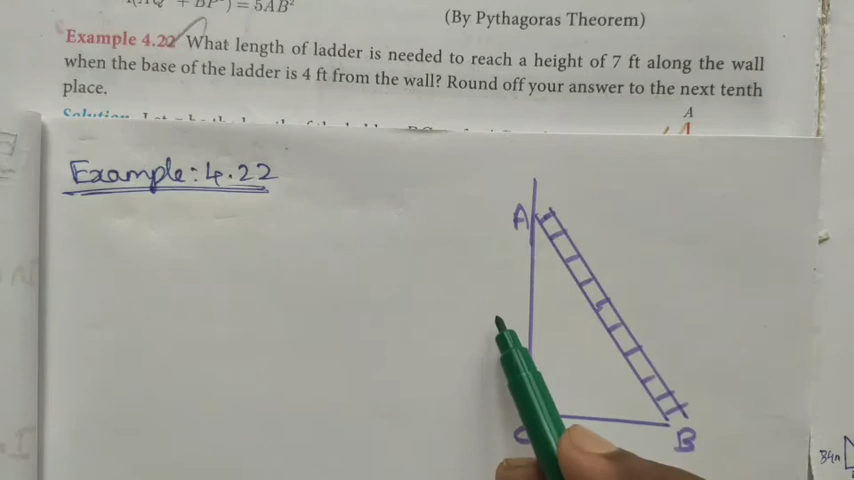 = 5AB²
(By Pythagoras Theorem)
Example 4.22 What length of ladder is needed to reach a height of 7 ft along the wall
when the base of the ladder is 4 ft from the wall? Round off your answer to the next tenth
place.
Solution
A
Example: 4.22
A
C
B